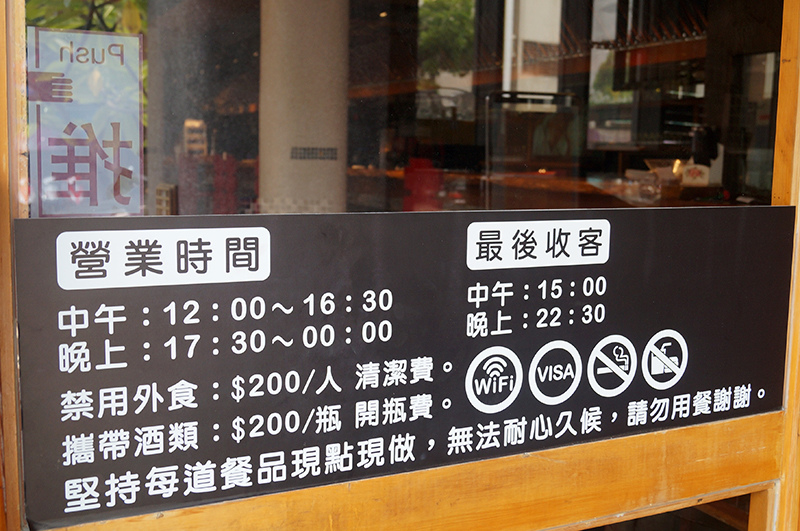 Push
推
營業時間
中午：12：00～16：30
晚上：17：30～00：00
最後收客
中午：15：00
晚上：22：30
禁用外食：$200/人 清潔費。
攜帶酒類：$200/瓶 開瓶費。
WiFi
VISA
堅持每道餐品現點現做，無法耐心久候，請勿用餐謝謝。